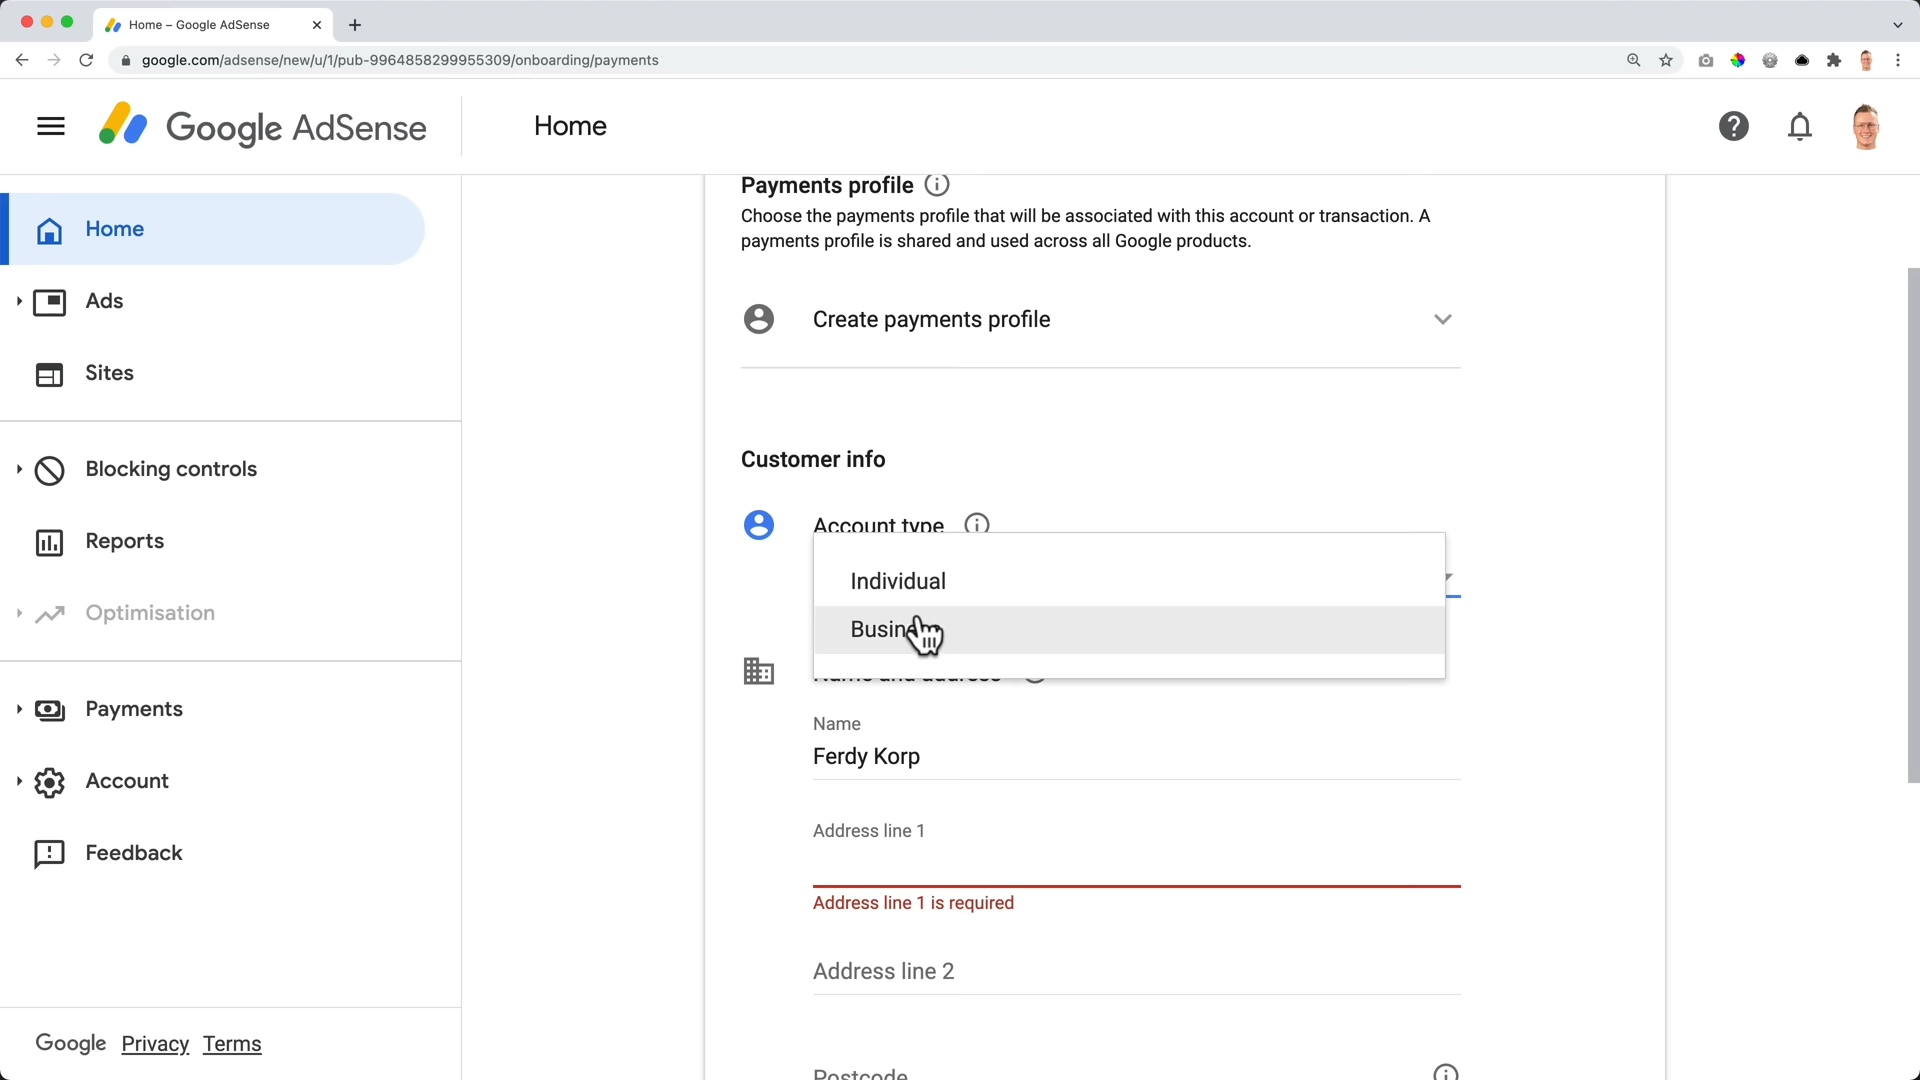 Home – Google AdSense
google.com/adsense/new/u/1/pub-9964858299955309/onboarding/payments
Google AdSense
Home
Home
Ads
Sites
Blocking controls
Reports
Optimisation
Payments
Account
Feedback
Google Privacy Terms
Payments profile
Choose the payments profile that will be associated with this account or transaction. A
payments profile is shared and used across all Google products.
Create payments profile
Customer info
Account type
Individual
Business
Name and address
Name
Ferdy Korp
Address line 1
Address line 1 is required
Address line 2
Postcode